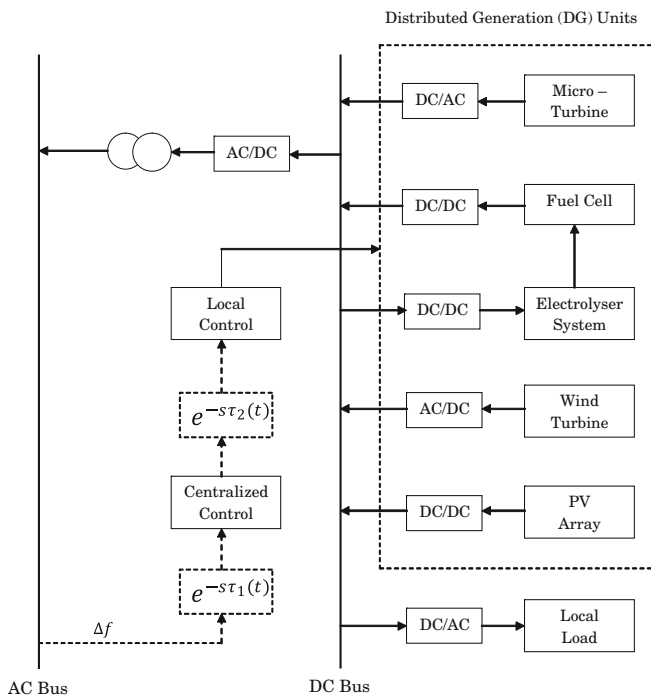 Distributed Generation (DG) Units
DC/AC
Micro –
Turbine
AC/DC
DC/DC
Fuel Cell
Local
Control
DC/DC
Electrolyser
System
e^{-sτ_2(t)}
AC/DC
Wind
Turbine
Centralized
Control
DC/DC
PV
Array
e^{-sτ_1(t)}
Δf
DC/AC
Local
Load
AC Bus
DC Bus